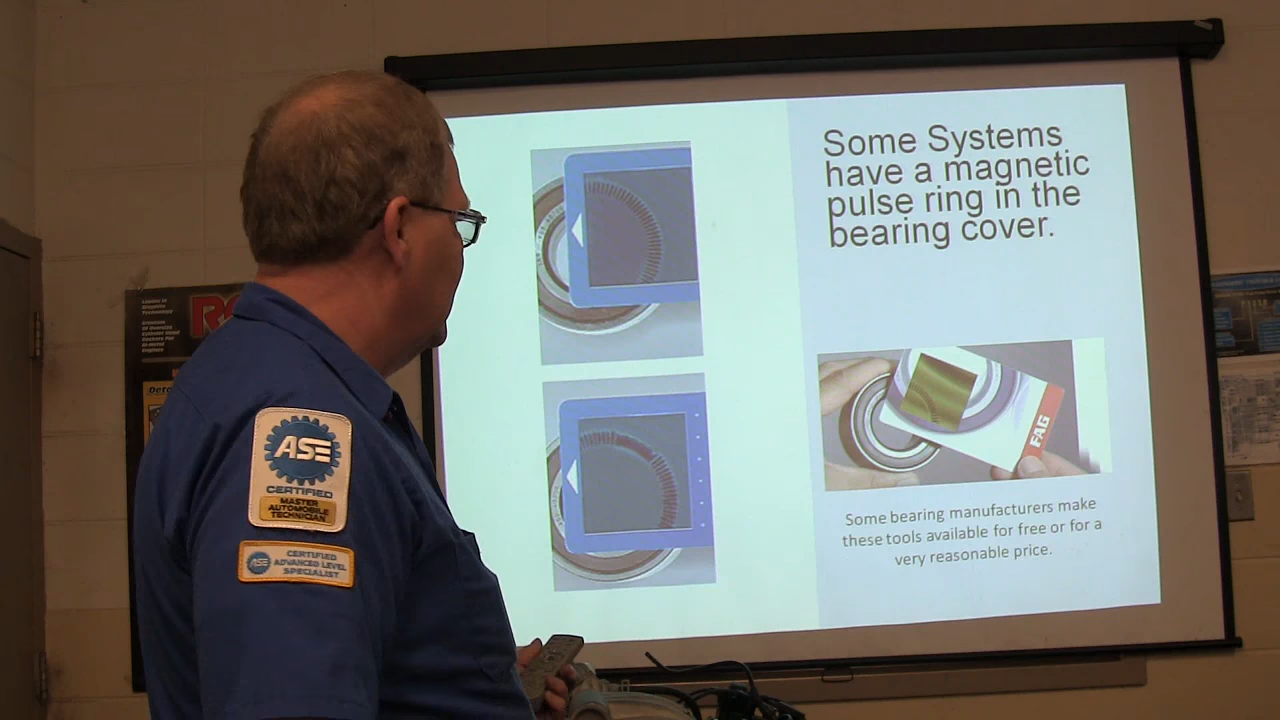 Some Systems
have a magnetic
pulse ring in the
bearing cover.
FAG
Some bearing manufacturers make
these tools available for free or for a
very reasonable price.
ASE
CERTIFIED
MASTER
AUTOMOBILE
TECHNICIAN
ASE
CERTIFIED
ADVANCED LEVEL
SPECIALIST